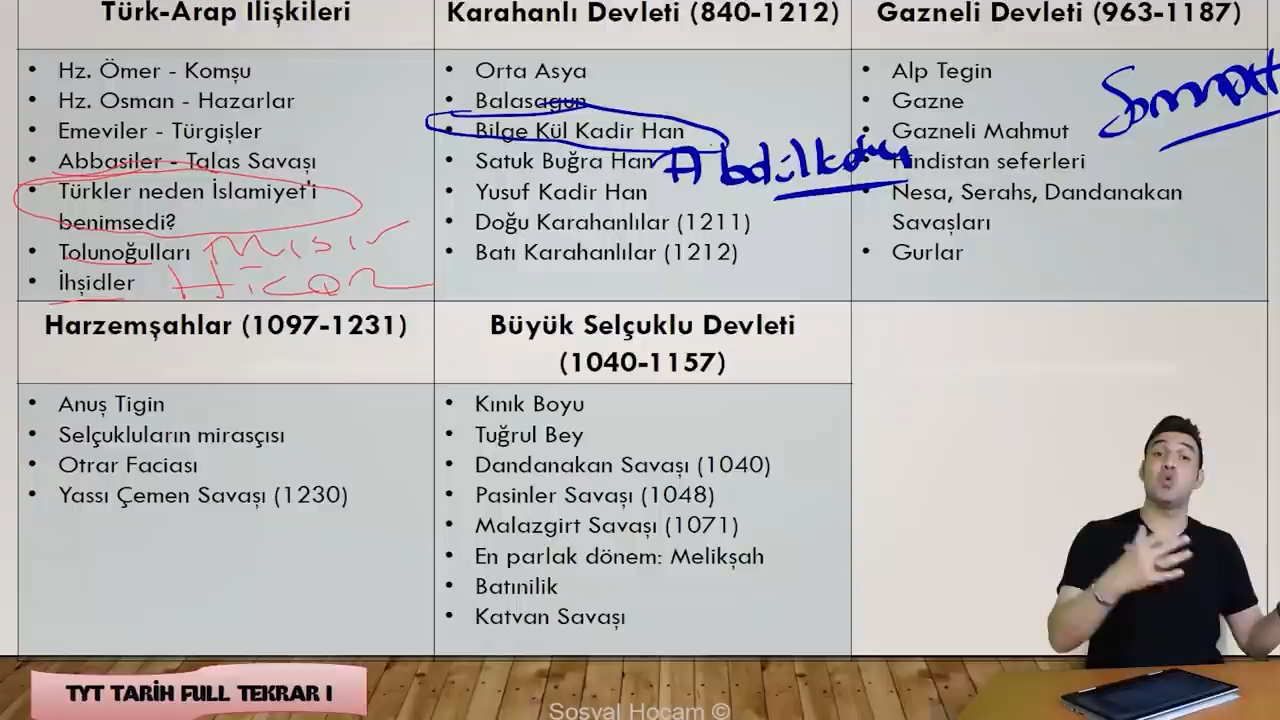 Türk-Arap İlişkileri
Hz. Ömer - Komşu
Hz. Osman - Hazarlar
Emeviler - Türgişler
Abbasiler - Talas Savaşı
Türkler neden İslamiyet'i
benimsedi?
Tolunoğulları Mısır
İhşidler Hicaz
Karahanlı Devleti (840-1212)
Orta Asya
Balasagun
Bilge Kül Kadir Han
Satuk Buğra Han
Yusuf Kadir Han
Doğu Karahanlılar (1211)
Batı Karahanlılar (1212)
Gazneli Devleti (963-1187)
Alp Tegin
Gazne
Gazneli Mahmut
Hindistan seferleri
Nesa, Serahs, Dandanakan
Savaşları
Gurlar
Harzemşahlar (1097-1231)
Anuş Tigin
Selçukluların mirasçısı
Otrar Faciası
Yassı Çemen Savaşı (1230)
Büyük Selçuklu Devleti
(1040-1157)
Kınık Boyu
Tuğrul Bey
Dandanakan Savaşı (1040)
Pasinler Savaşı (1048)
Malazgirt Savaşı (1071)
En parlak dönem: Melikşah
Batınilik
Katvan Savaşı
TYT TARİH FULL TEKRAR I
Sosyal Hocam ©